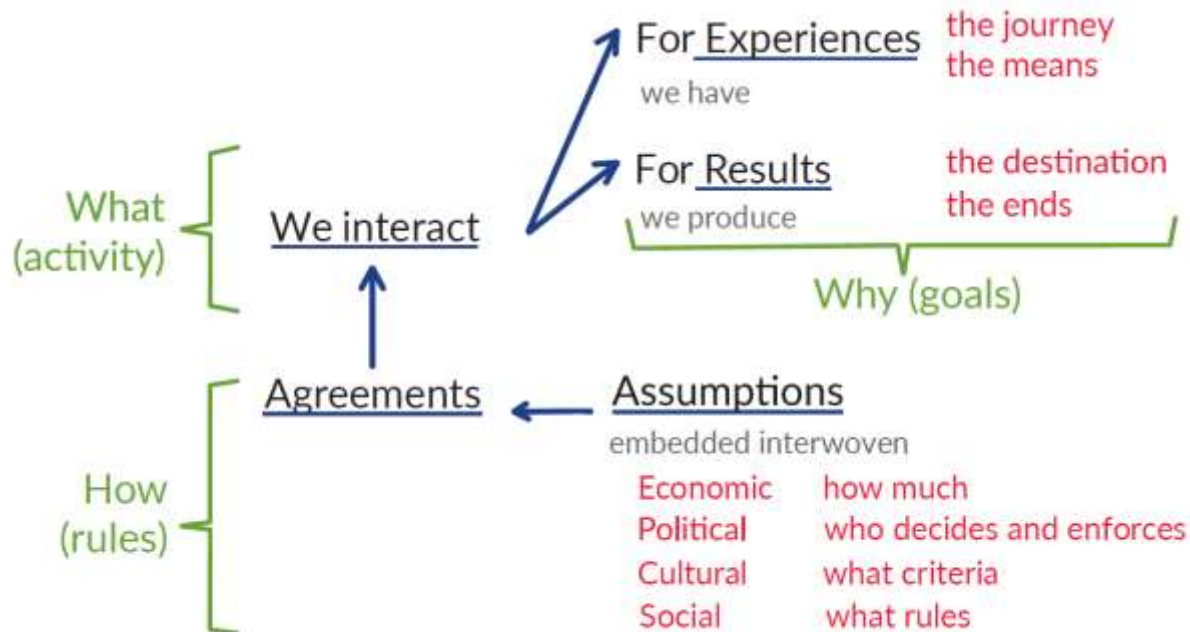 For Experiences
we have
the journey
the means
For Results
we produce
the destination
the ends
Why (goals)
What
(activity)
We interact
How
(rules)
Agreements
Assumptions
embedded interwoven
Economic how much
Political who decides and enforces
Cultural what criteria
Social what rules